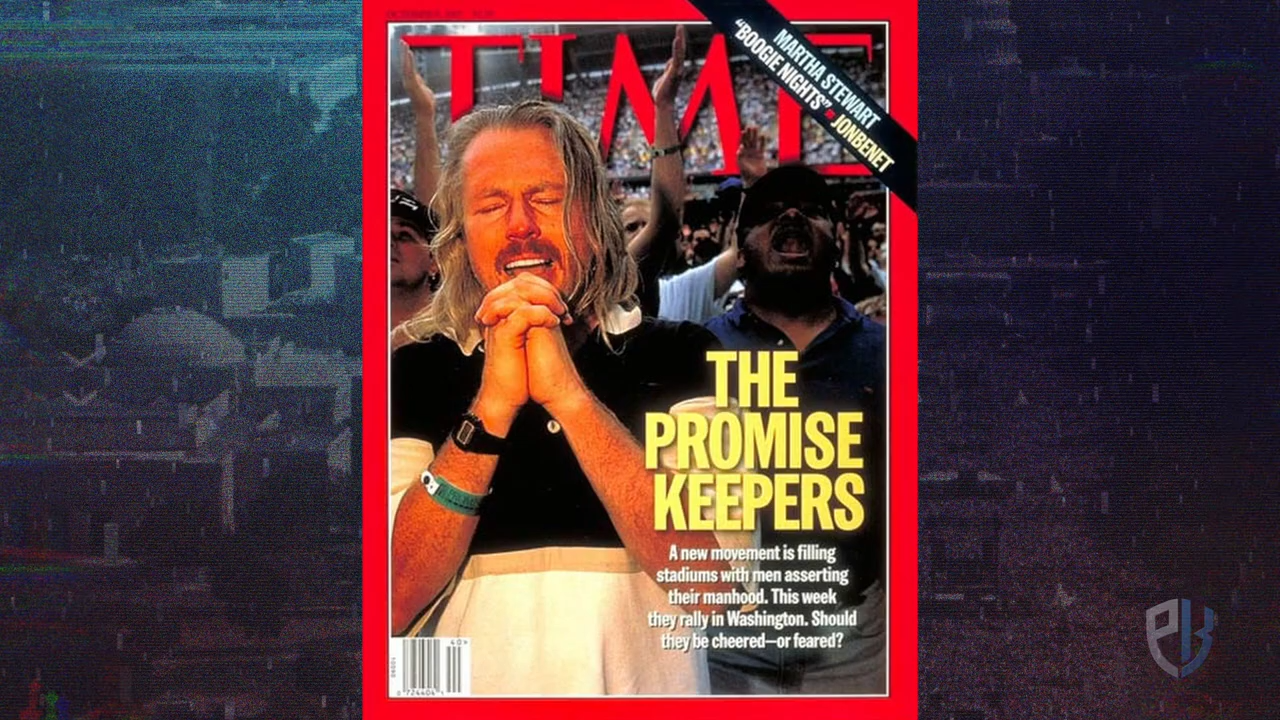 TIME
MARTHA STEWART
"BOOGIE NIGHTS" • JONBENET
THE
PROMISE
KEEPERS
A new movement is filling
stadiums with men asserting
their manhood. This week
they rally in Washington. Should
they be cheered—or feared?